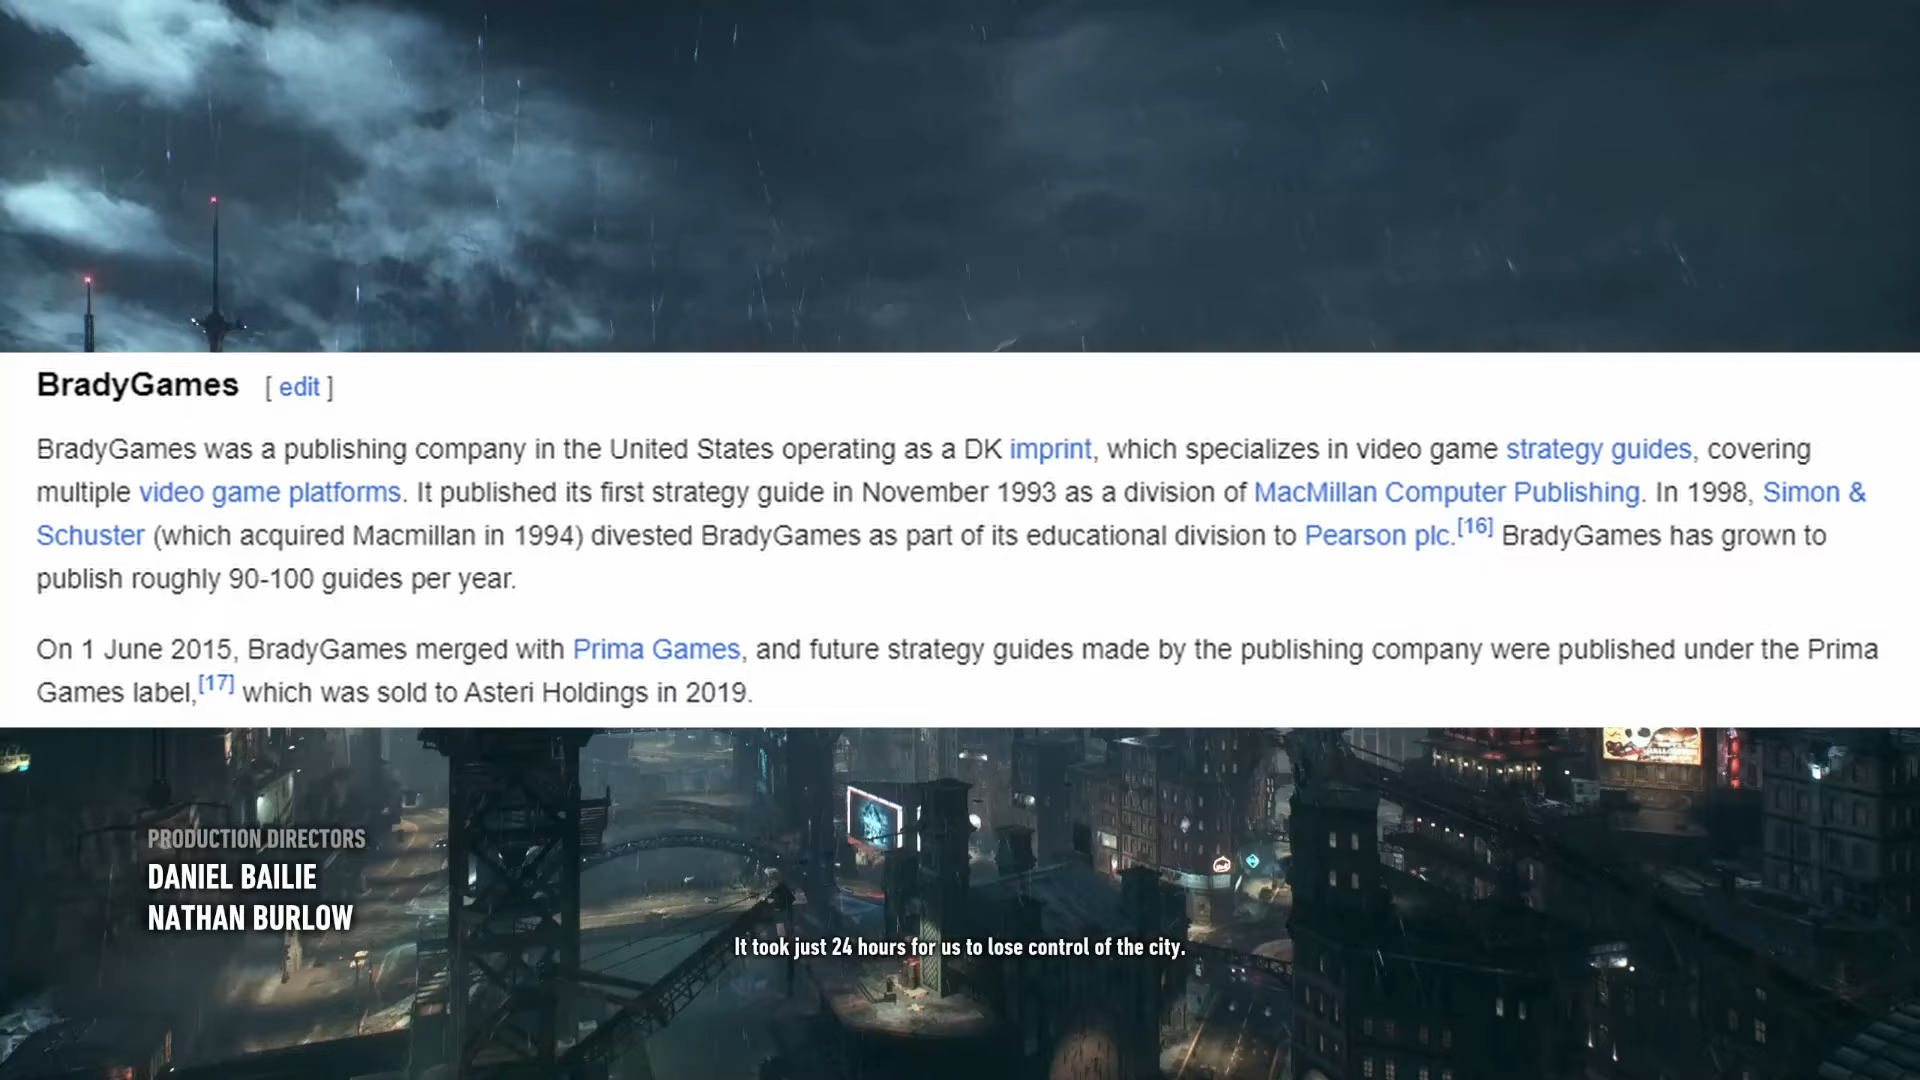 BradyGames [ edit ]
BradyGames was a publishing company in the United States operating as a DK imprint, which specializes in video game strategy guides, covering
multiple video game platforms. It published its first strategy guide in November 1993 as a division of MacMillan Computer Publishing. In 1998, Simon &
Schuster (which acquired Macmillan in 1994) divested BradyGames as part of its educational division to Pearson plc.[16] BradyGames has grown to
publish roughly 90-100 guides per year.
On 1 June 2015, BradyGames merged with Prima Games, and future strategy guides made by the publishing company were published under the Prima
Games label,[17] which was sold to Asteri Holdings in 2019.
PRODUCTION DIRECTORS
DANIEL BAILIE
NATHAN BURLOW
It took just 24 hours for us to lose control of the city.